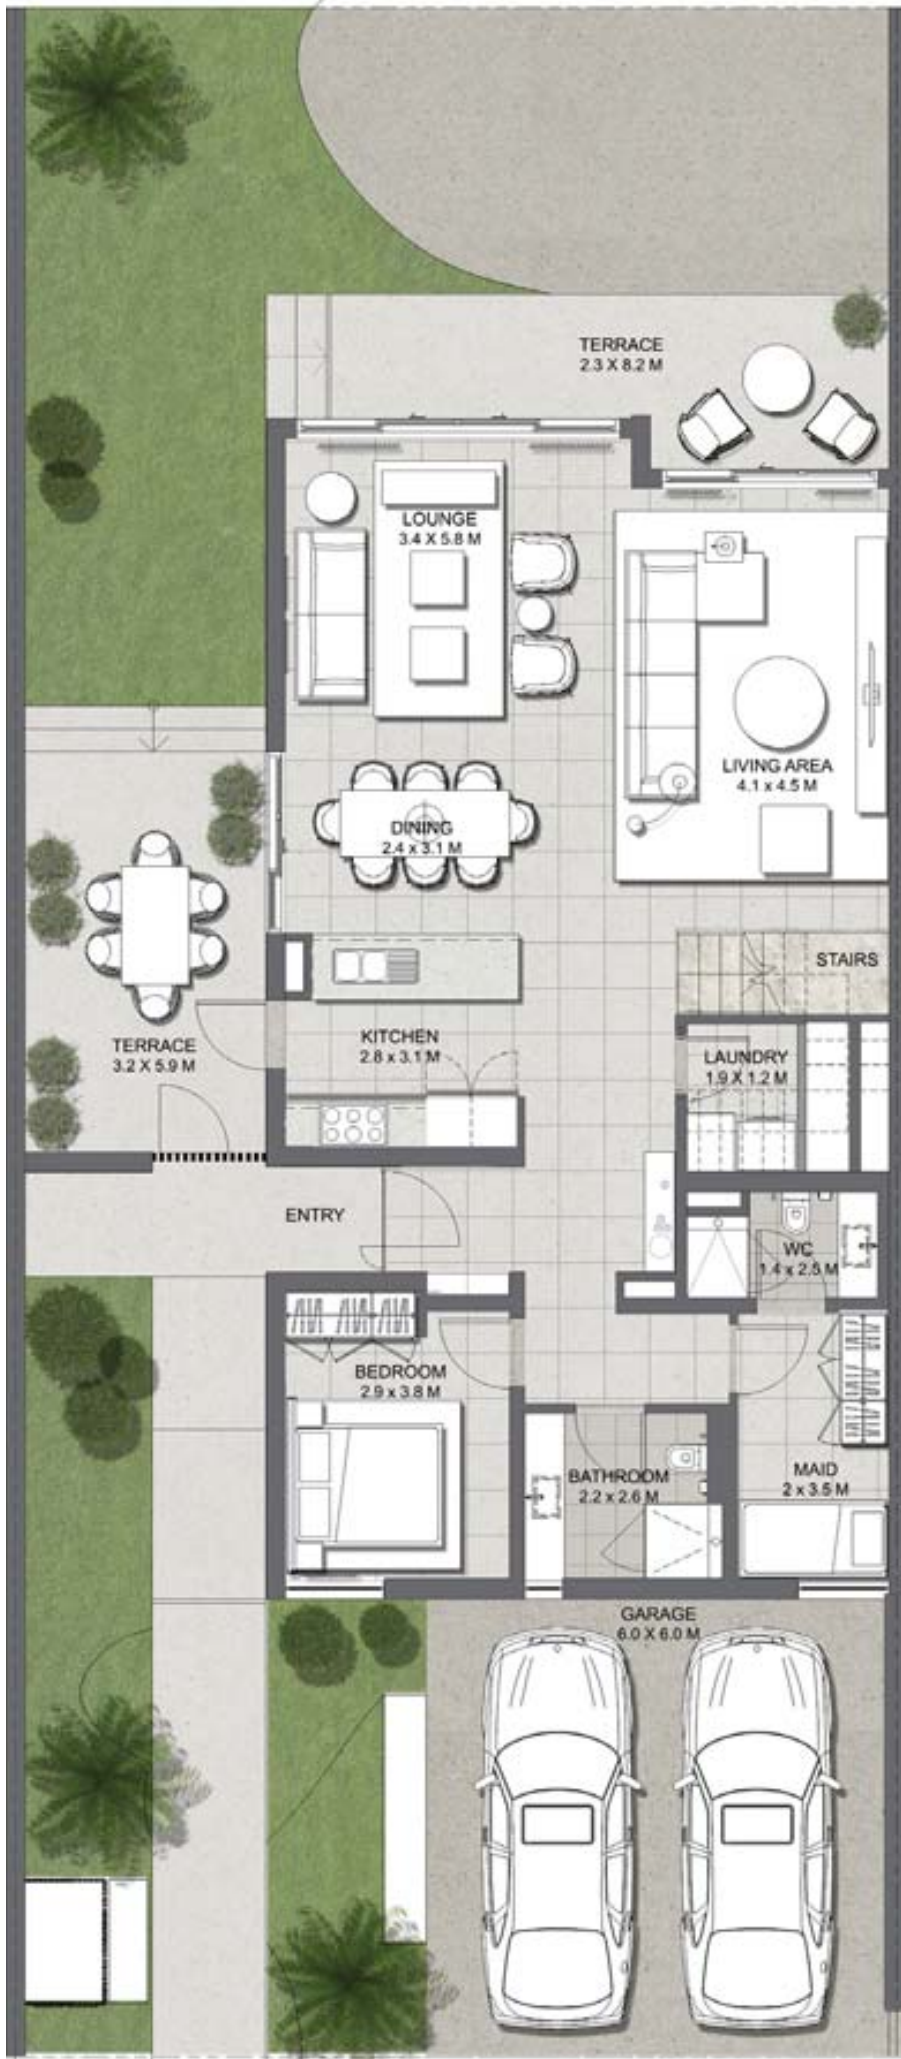 TERRACE
2.3 X 8.2 M
LOUNGE
3.4 X 5.8 M
LIVING AREA
4.1 x 4.5 M
DINING
2.4 x 3.1 M
STAIRS
KITCHEN
2.8 x 3.1 M
TERRACE
3.2 X 5.9 M
LAUNDRY
1.9 X 1.2 M
ENTRY
WC
1.4 x 2.5 M
BEDROOM
2.9 x 3.8 M
BATHROOM
2.2 x 2.6 M
MAID
2 x 3.5 M
GARAGE
6.0 X 6.0 M